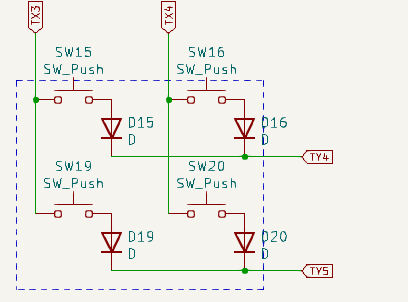 TX3
TX4
SW15
SW_Push
SW16
SW_Push
D15
D
D16
D
TY4
SW19
SW_Push
SW20
SW_Push
D19
D
D20
D
TY5